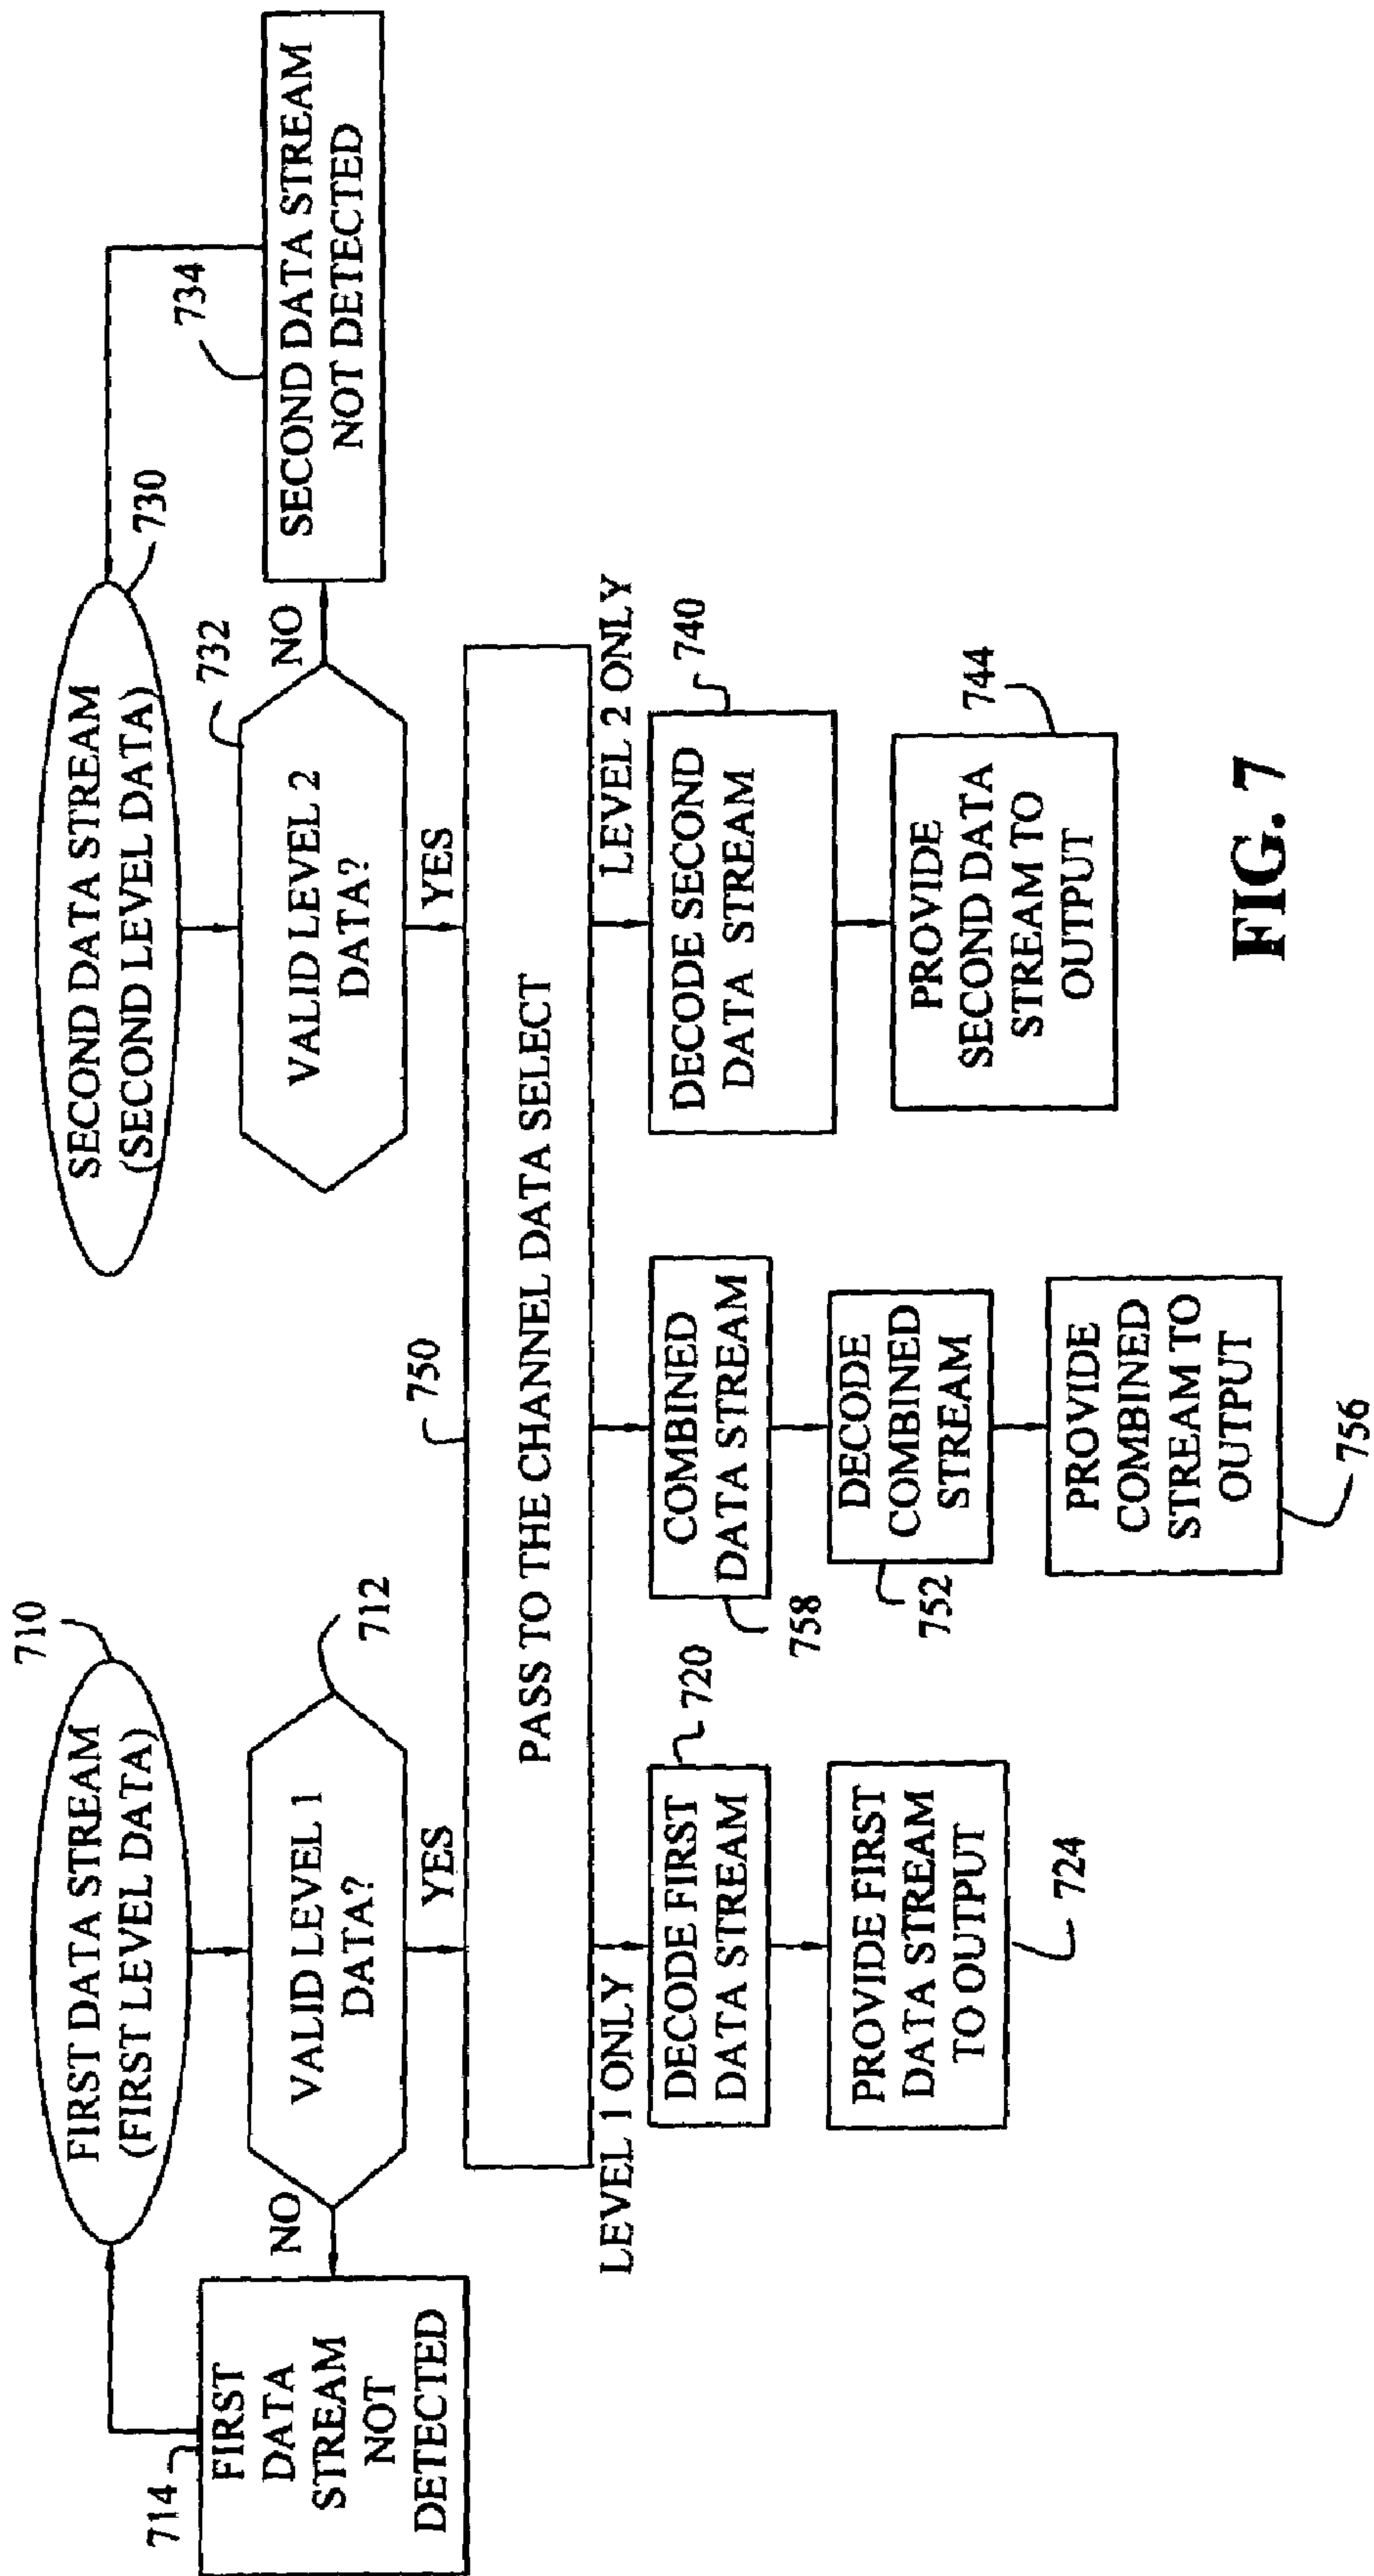 710
FIRST DATA STREAM
(FIRST LEVEL DATA)
SECOND DATA STREAM
(SECOND LEVEL DATA)
730
714
FIRST
DATA
STREAM
NOT
DETECTED
NO
VALID LEVEL 1
DATA?
712
YES
VALID LEVEL 2
DATA?
732
NO
YES
734
SECOND DATA STREAM
NOT DETECTED
750
PASS TO THE CHANNEL DATA SELECT
LEVEL 1 ONLY
720
DECODE FIRST
DATA STREAM
PROVIDE FIRST
DATA STREAM
TO OUTPUT
724
COMBINED
DATA STREAM
758
DECODE
COMBINED
STREAM
752
PROVIDE
COMBINED
STREAM TO
OUTPUT
756
LEVEL 2 ONLY
DECODE SECOND
DATA STREAM
740
PROVIDE
SECOND DATA
STREAM TO
OUTPUT
744
FIG. 7